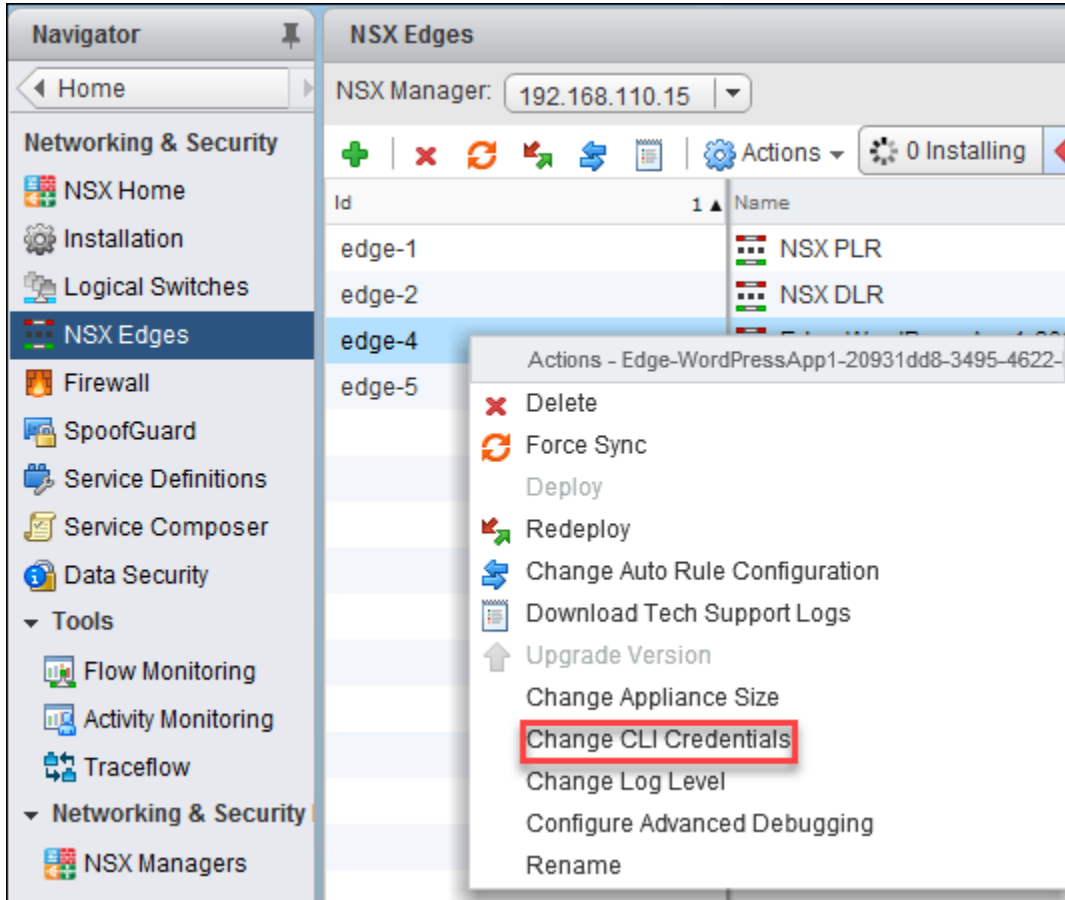 Navigator
Home
Networking & Security
NSX Home
Installation
Logical Switches
NSX Edges
Firewall
SpoofGuard
Service Definitions
Service Composer
Data Security
Tools
Flow Monitoring
Activity Monitoring
Traceflow
Networking & Security
NSX Managers
NSX Edges
NSX Manager: 192.168.110.15
Actions 0 Installing
Id 1 Name
edge-1 NSX PLR
edge-2 NSX DLR
edge-4
edge-5
Actions - Edge-WordPressApp1-20931dd8-3495-4622-
Delete
Force Sync
Deploy
Redeploy
Change Auto Rule Configuration
Download Tech Support Logs
Upgrade Version
Change Appliance Size
Change CLI Credentials
Change Log Level
Configure Advanced Debugging
Rename